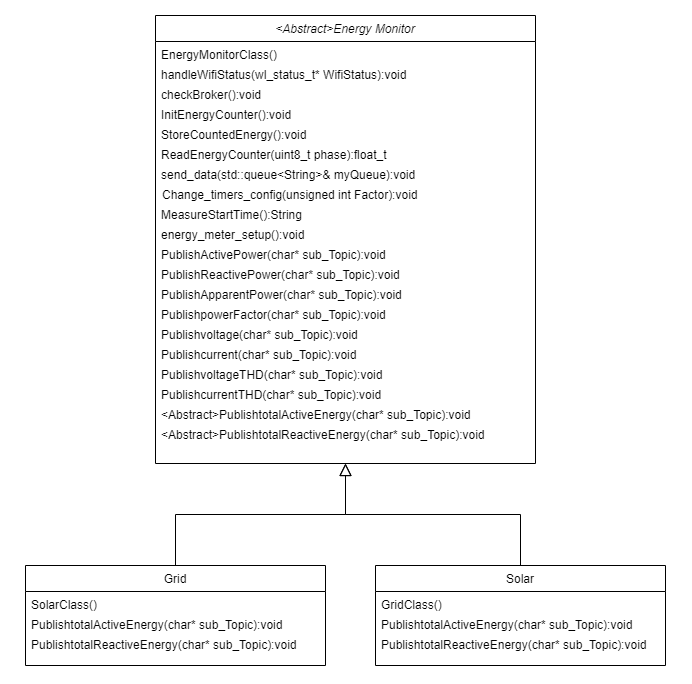 <Abstract>Energy Monitor
EnergyMonitorClass()
handleWifiStatus(wl_status_t* WifiStatus):void
checkBroker():void
InitEnergyCounter():void
StoreCountedEnergy():void
ReadEnergyCounter(uint8_t phase):float_t
send_data(std::queue<String>& myQueue):void
Change_timers_config(unsigned int Factor):void
MeasureStartTime():String
energy_meter_setup():void
PublishActivePower(char* sub_Topic):void
PublishReactivePower(char* sub_Topic):void
PublishApparentPower(char* sub_Topic):void
PublishpowerFactor(char* sub_Topic):void
Publishvoltage(char* sub_Topic):void
Publishcurrent(char* sub_Topic):void
PublishvoltageTHD(char* sub_Topic):void
PublishcurrentTHD(char* sub_Topic):void
<Abstract>PublishtotalActiveEnergy(char* sub_Topic):void
<Abstract>PublishtotalReactiveEnergy(char* sub_Topic):void
Grid
SolarClass()
PublishtotalActiveEnergy(char* sub_Topic):void
PublishtotalReactiveEnergy(char* sub_Topic):void
Solar
GridClass()
PublishtotalActiveEnergy(char* sub_Topic):void
PublishtotalReactiveEnergy(char* sub_Topic):void